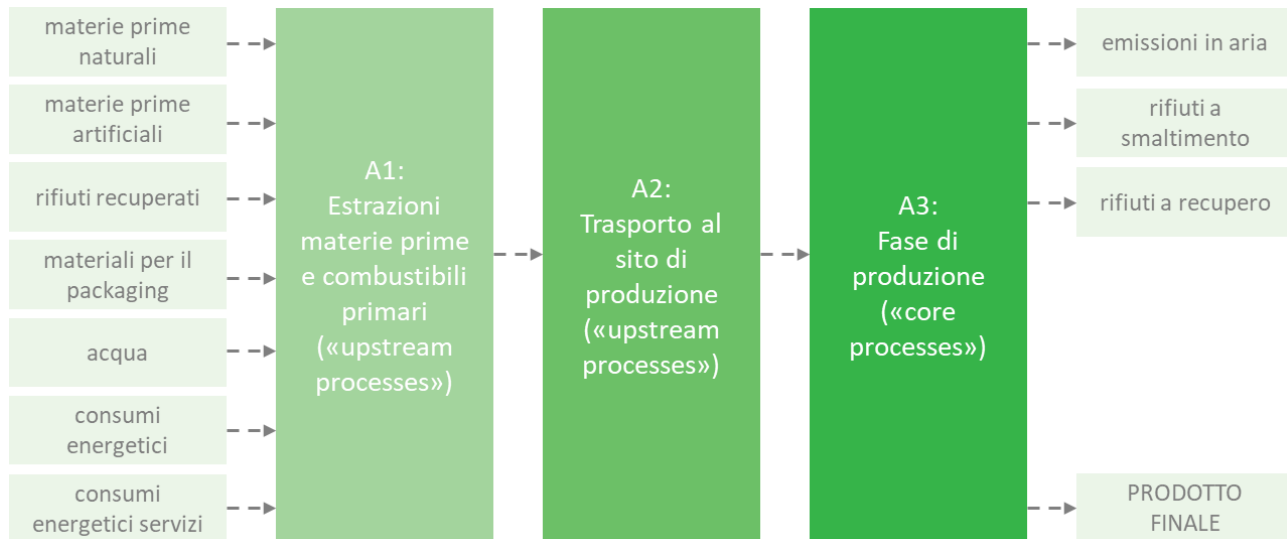 materie prime
naturali
materie prime
artificiali
rifiuti recuperati
materiali per il
packaging
acqua
consumi
energetici
consumi
energetici servizi
A1:
Estrazioni
materie prime
e combustibili
primari
(«upstream
processes»)
A2:
Trasporto al
sito di
produzione
(«upstream
processes»)
A3:
Fase di
produzione
(«core
processes»)
emissioni in aria
rifiuti a
smaltimento
rifiuti a recupero
PRODOTTO
FINALE